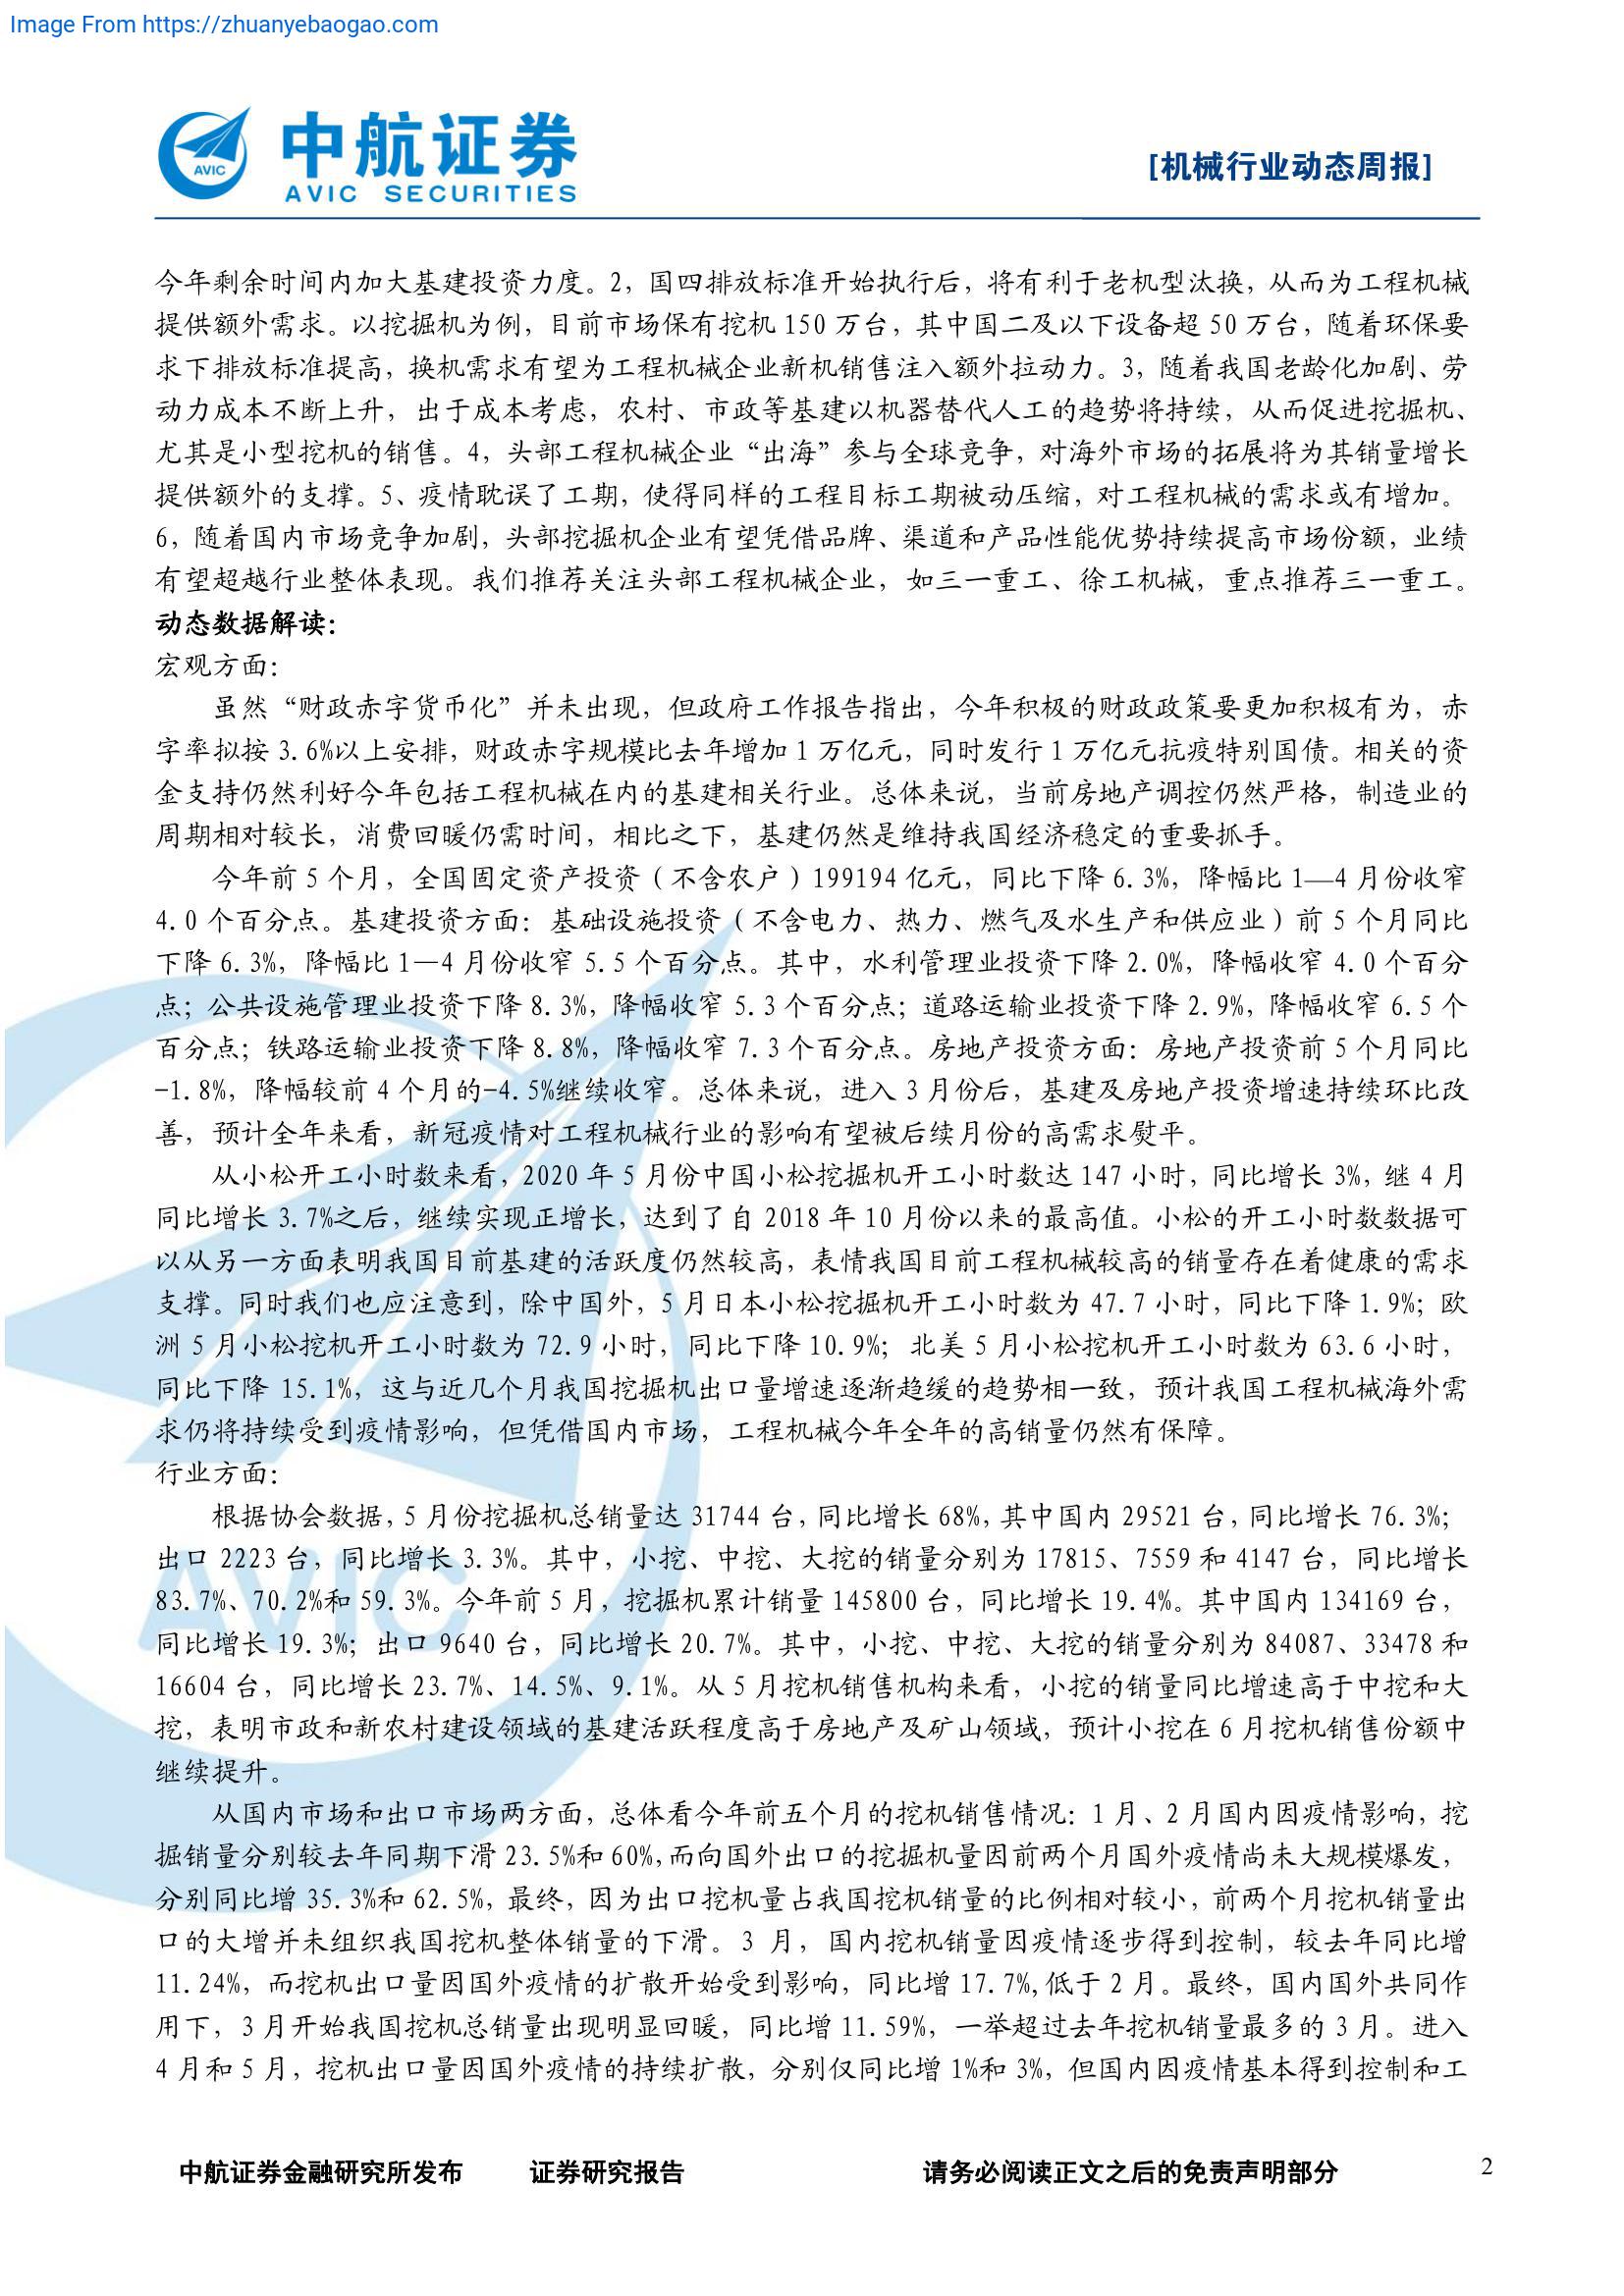 Image From https://zhuanyebaogao.com
中航证券
AVIC SECURITIES
AVIC
[机械行业动态周报]
今年剩余时间内加大基建投资力度。2，国四排放标准开始执行后，将有利于老机型汰换，从而为工程机械
提供额外需求。以挖掘机为例，目前市场保有挖机 150 万台，其中国二及以下设备超 50 万台，随着环保要
求下排放标准提高，换机需求有望为工程机械企业新机销售注入额外拉动力。3，随着我国老龄化加剧、劳
动力成本不断上升，出于成本考虑，农村、市政等基建以机器替代人工的趋势将持续，从而促进挖掘机、
尤其是小型挖机的销售。4，头部工程机械企业“出海”参与全球竞争，对海外市场的拓展将为其销量增长
提供额外的支撑。5、疫情耽误了工期，使得同样的工程目标工期被动压缩，对工程机械的需求或有增加。
6，随着国内市场竞争加剧，头部挖掘机企业有望凭借品牌、渠道和产品性能优势持续提高市场份额，业绩
有望超越行业整体表现。我们推荐关注头部工程机械企业，如三一重工、徐工机械，重点推荐三一重工。
动态数据解读：
宏观方面：
虽然“财政赤字货币化”并未出现，但政府工作报告指出，今年积极的财政政策要更加积极有为，赤
字率拟按 3.6%以上安排，财政赤字规模比去年增加 1 万亿元，同时发行 1 万亿元抗疫特别国债。相关的资
金支持仍然利好今年包括工程机械在内的基建相关行业。总体来说，当前房地产调控仍然严格，制造业的
周期相对较长，消费回暖仍需时间，相比之下，基建仍然是维持我国经济稳定的重要抓手。
今年前 5 个月，全国固定资产投资（不含农户）199194 亿元，同比下降 6.3%，降幅比 1—4 月份收窄
4.0 个百分点。基建投资方面：基础设施投资（不含电力、热力、燃气及水生产和供应业）前 5 个月同比
下降 6.3%，降幅比 1—4 月份收窄 5.5 个百分点。其中，水利管理业投资下降 2.0%，降幅收窄 4.0 个百分
点；公共设施管理业投资下降 8.3%，降幅收窄 5.3 个百分点；道路运输业投资下降 2.9%，降幅收窄 6.5 个
百分点；铁路运输业投资下降 8.8%，降幅收窄 7.3 个百分点。房地产投资方面：房地产投资前 5 个月同比
-1.8%，降幅较前 4 个月的-4.5%继续收窄。总体来说，进入 3 月份后，基建及房地产投资增速持续环比改
善，预计全年来看，新冠疫情对工程机械行业的影响有望被后续月份的高需求熨平。
从小松开工小时数来看，2020 年 5 月份中国小松挖掘机开工小时数达 147 小时，同比增长 3%，继 4 月
同比增长 3.7%之后，继续实现正增长，达到了自 2018 年 10 月份以来的最高值。小松的开工小时数数据可
以从另一方面表明我国目前基建的活跃度仍然较高，表情我国目前工程机械较高的销量存在着健康的需求
支撑。同时我们也应注意到，除中国外，5 月日本小松挖掘机开工小时数为 47.7 小时，同比下降 1.9%；欧
洲 5 月小松挖机开工小时数为 72.9 小时，同比下降 10.9%；北美 5 月小松挖机开工小时数为 63.6 小时，
同比下降 15.1%，这与近几个月我国挖掘机出口量增速逐渐趋缓的趋势相一致，预计我国工程机械海外需
求仍将持续受到疫情影响，但凭借国内市场，工程机械今年全年的高销量仍然有保障。
行业方面：
根据协会数据，5 月份挖掘机总销量达 31744 台，同比增长 68%，其中国内 29521 台，同比增长 76.3%；
出口 2223 台，同比增长 3.3%。其中，小挖、中挖、大挖的销量分别为 17815、7559 和 4147 台，同比增长
83.7%、70.2%和 59.3%。今年前 5 月，挖掘机累计销量 145800 台，同比增长 19.4%。其中国内 134169 台，
同比增长 19.3%；出口 9640 台，同比增长 20.7%。其中，小挖、中挖、大挖的销量分别为 84087、33478 和
16604 台，同比增长 23.7%、14.5%、9.1%。从 5 月挖机销售机构来看，小挖的销量同比增速高于中挖和大
挖，表明市政和新农村建设领域的基建活跃程度高于房地产及矿山领域，预计小挖在 6 月挖机销售份额中
继续提升。
从国内市场和出口市场两方面，总体看今年前五个月的挖机销售情况：1 月、2 月国内因疫情影响，挖
掘销量分别较去年同期下滑 23.5%和 60%，而向国外出口的挖掘机量因前两个月国外疫情尚未大规模爆发，
分别同比增 35.3%和 62.5%，最终，因为出口挖机量占我国挖机销量的比例相对较小，前两个月挖机销量出
口的大增并未组织我国挖机整体销量的下滑。3 月，国内挖机销量因疫情逐步得到控制，较去年同比增
11.24%，而挖机出口量因国外疫情的扩散开始受到影响，同比增 17.7%,低于 2 月。最终，国内国外共同作
用下，3 月开始我国挖机总销量出现明显回暖，同比增 11.59%，一举超过去年挖机销量最多的 3 月。进入
4 月和 5 月，挖机出口量因国外疫情的持续扩散，分别仅同比增 1%和 3%，但国内因疫情基本得到控制和工
AVIC
中航证券金融研究所发布 证券研究报告 请务必阅读正文之后的免责声明部分 2